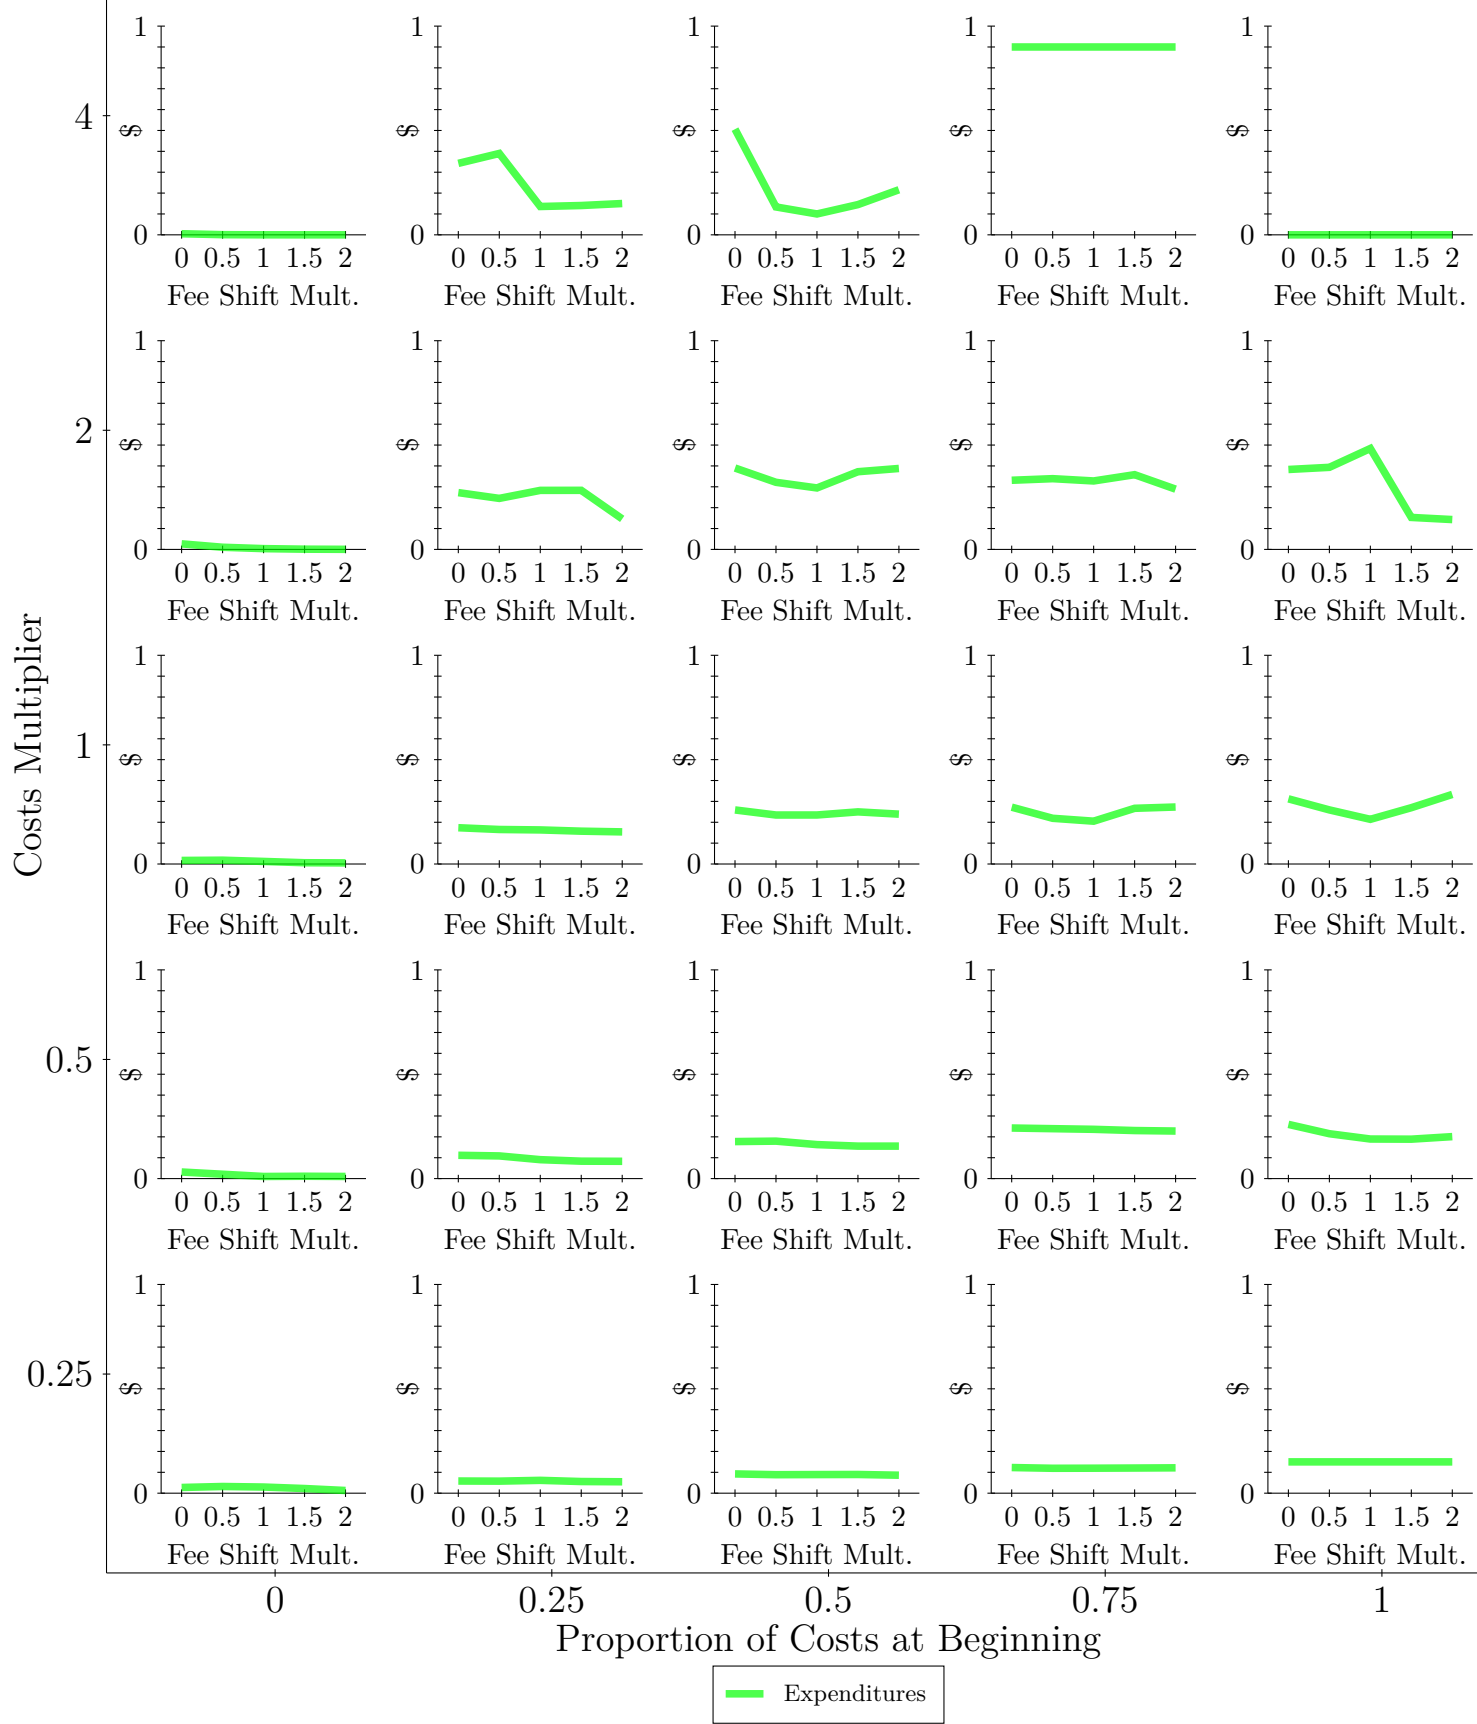 1 1 1 1 1
4 $ $ $ $ $
0 0 0 0 0
0 0.5 1 1.5 2 0 0.5 1 1.5 2 0 0.5 1 1.5 2 0 0.5 1 1.5 2 0 0.5 1 1.5 2
Fee Shift Mult. Fee Shift Mult. Fee Shift Mult. Fee Shift Mult. Fee Shift Mult.
1 1 1 1 1
2 $ $ $ $ $
0 0 0 0 0
0 0.5 1 1.5 2 0 0.5 1 1.5 2 0 0.5 1 1.5 2 0 0.5 1 1.5 2 0 0.5 1 1.5 2
Fee Shift Mult. Fee Shift Mult. Fee Shift Mult. Fee Shift Mult. Fee Shift Mult.
Costs Multiplier
1 1 1 1 1
1 $ $ $ $ $
0 0 0 0 0
0 0.5 1 1.5 2 0 0.5 1 1.5 2 0 0.5 1 1.5 2 0 0.5 1 1.5 2 0 0.5 1 1.5 2
Fee Shift Mult. Fee Shift Mult. Fee Shift Mult. Fee Shift Mult. Fee Shift Mult.
1 1 1 1 1
0.5 $ $ $ $ $
0 0 0 0 0
0 0.5 1 1.5 2 0 0.5 1 1.5 2 0 0.5 1 1.5 2 0 0.5 1 1.5 2 0 0.5 1 1.5 2
Fee Shift Mult. Fee Shift Mult. Fee Shift Mult. Fee Shift Mult. Fee Shift Mult.
1 1 1 1 1
0.25 $ $ $ $ $
0 0 0 0 0
0 0.5 1 1.5 2 0 0.5 1 1.5 2 0 0.5 1 1.5 2 0 0.5 1 1.5 2 0 0.5 1 1.5 2
Fee Shift Mult. Fee Shift Mult. Fee Shift Mult. Fee Shift Mult. Fee Shift Mult.
0 0.25 0.5 0.75 1
Proportion of Costs at Beginning
Expenditures